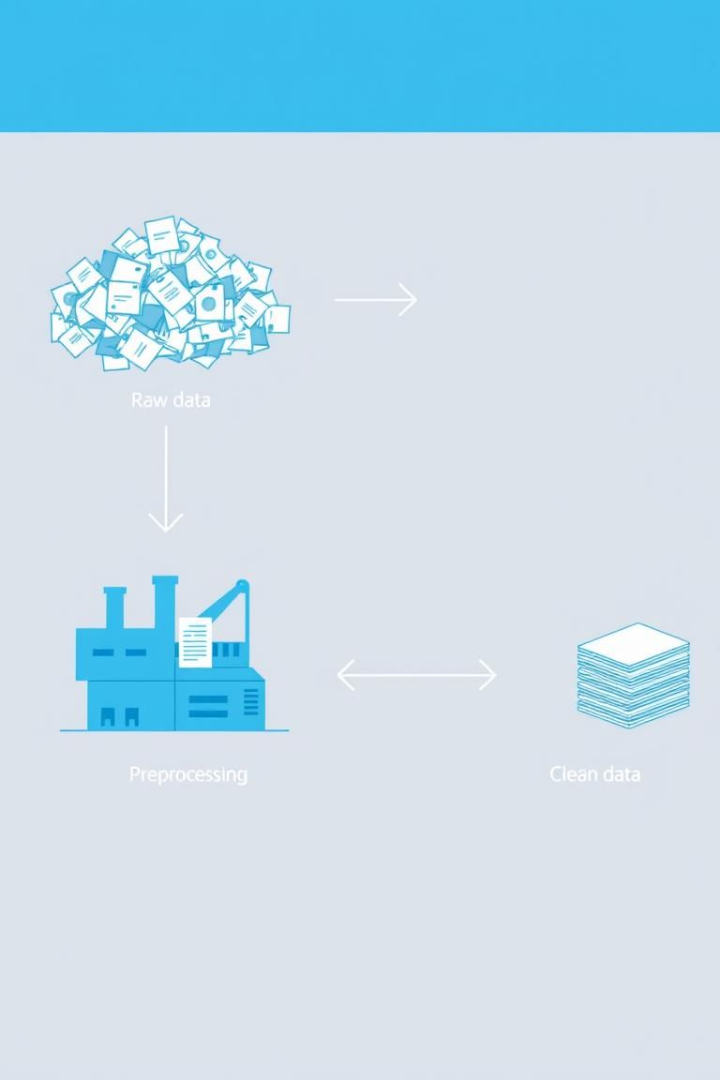 Raw data
Preprocessing
Clean data